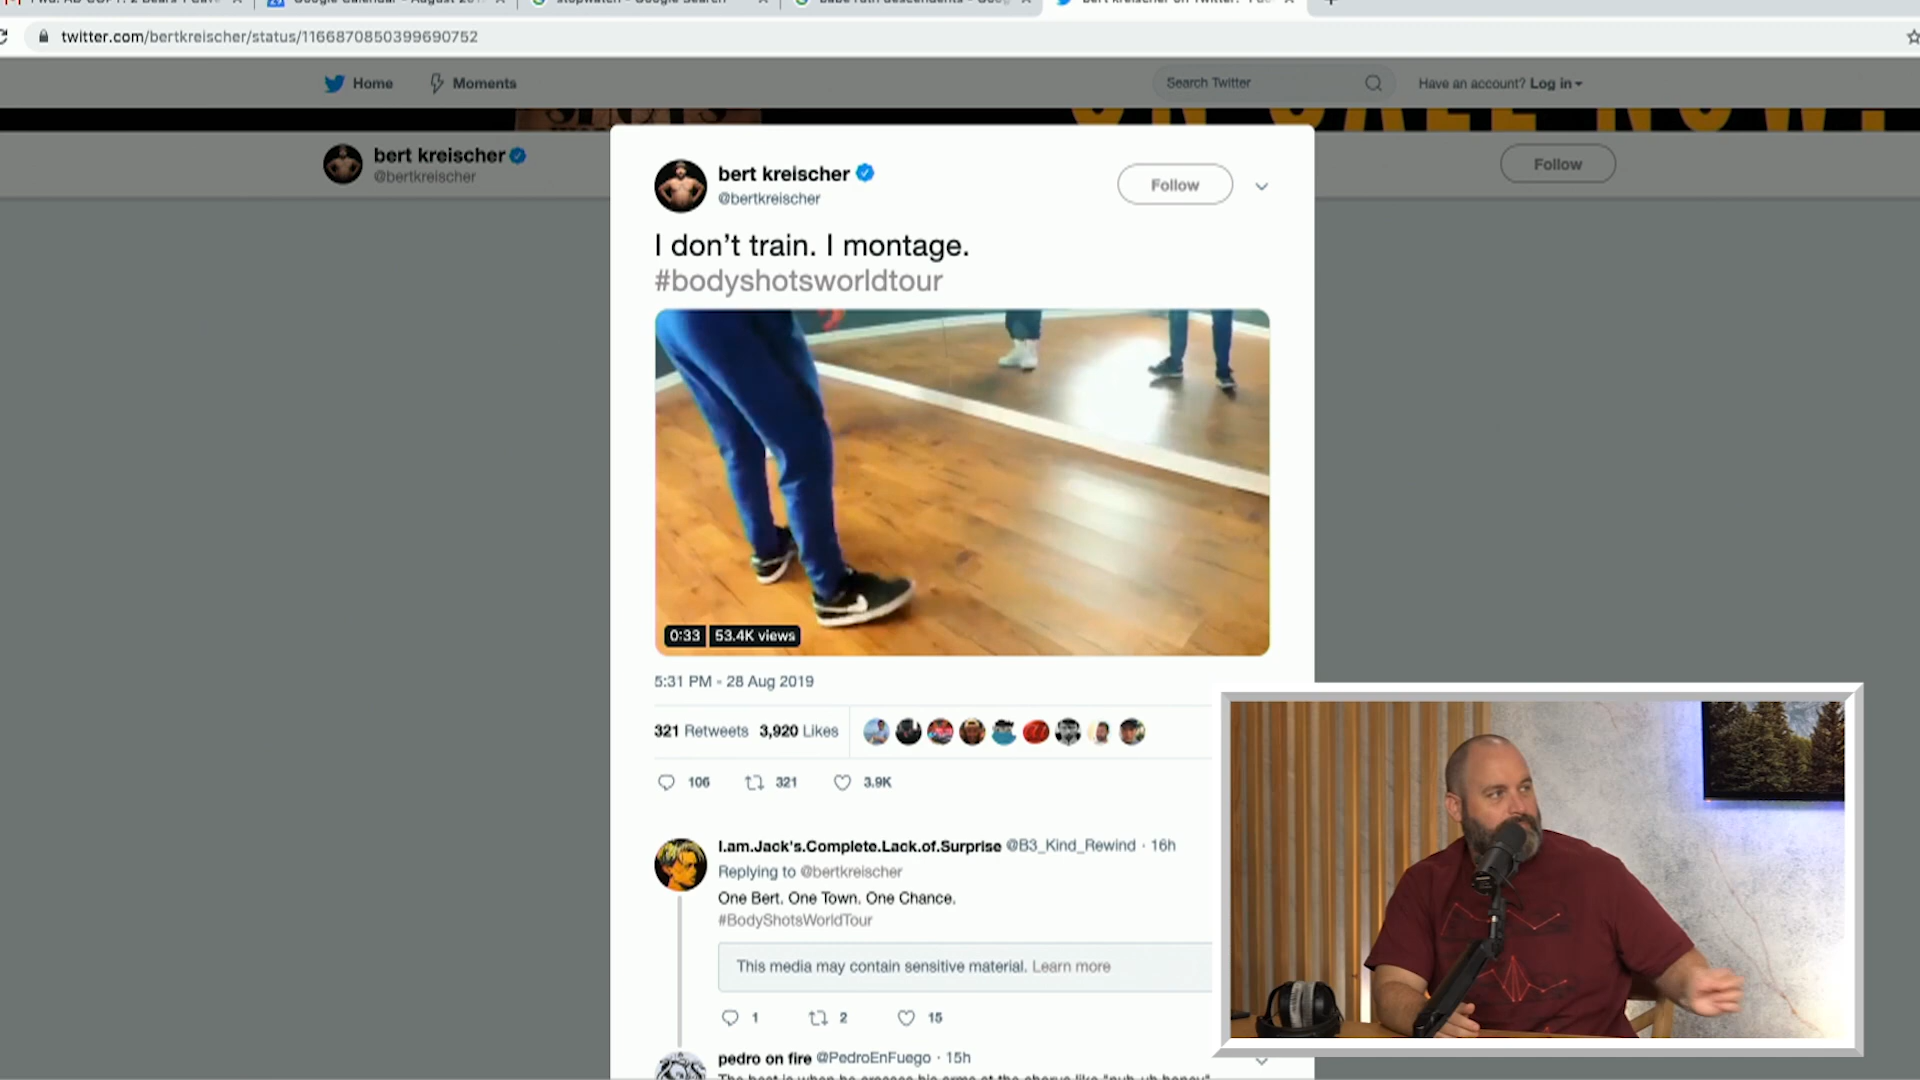 twitter.com/bertkreischer/status/1166870850399690752
Home
Moments
Search Twitter
Have an account? Log in
bert kreischer
@bertkreischer
Follow
bert kreischer
@bertkreischer
Follow
I don’t train. I montage.
#bodyshotsworldtour
0:33 53.4K views
5:31 PM - 28 Aug 2019
321 Retweets 3,920 Likes
106 321 3.9K
I.am.Jack's.Complete.Lack.of.Surprise @B3_Kind_Rewind · 16h
Replying to @bertkreischer
One Bert. One Town. One Chance.
#BodyShotsWorldTour
This media may contain sensitive material. Learn more
1 2 15
pedro on fire @PedroEnFuego · 15h